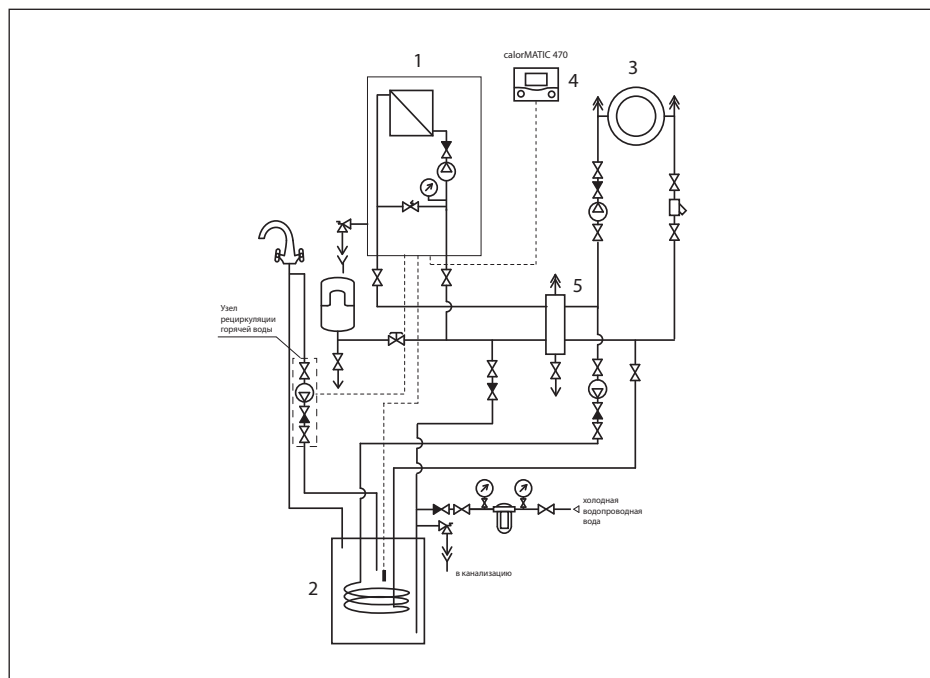 calorMATIC 470
1
4
3
5
Узел
рециркуляции
горячей воды
холодная
водопроводная
вода
в канализацию
2